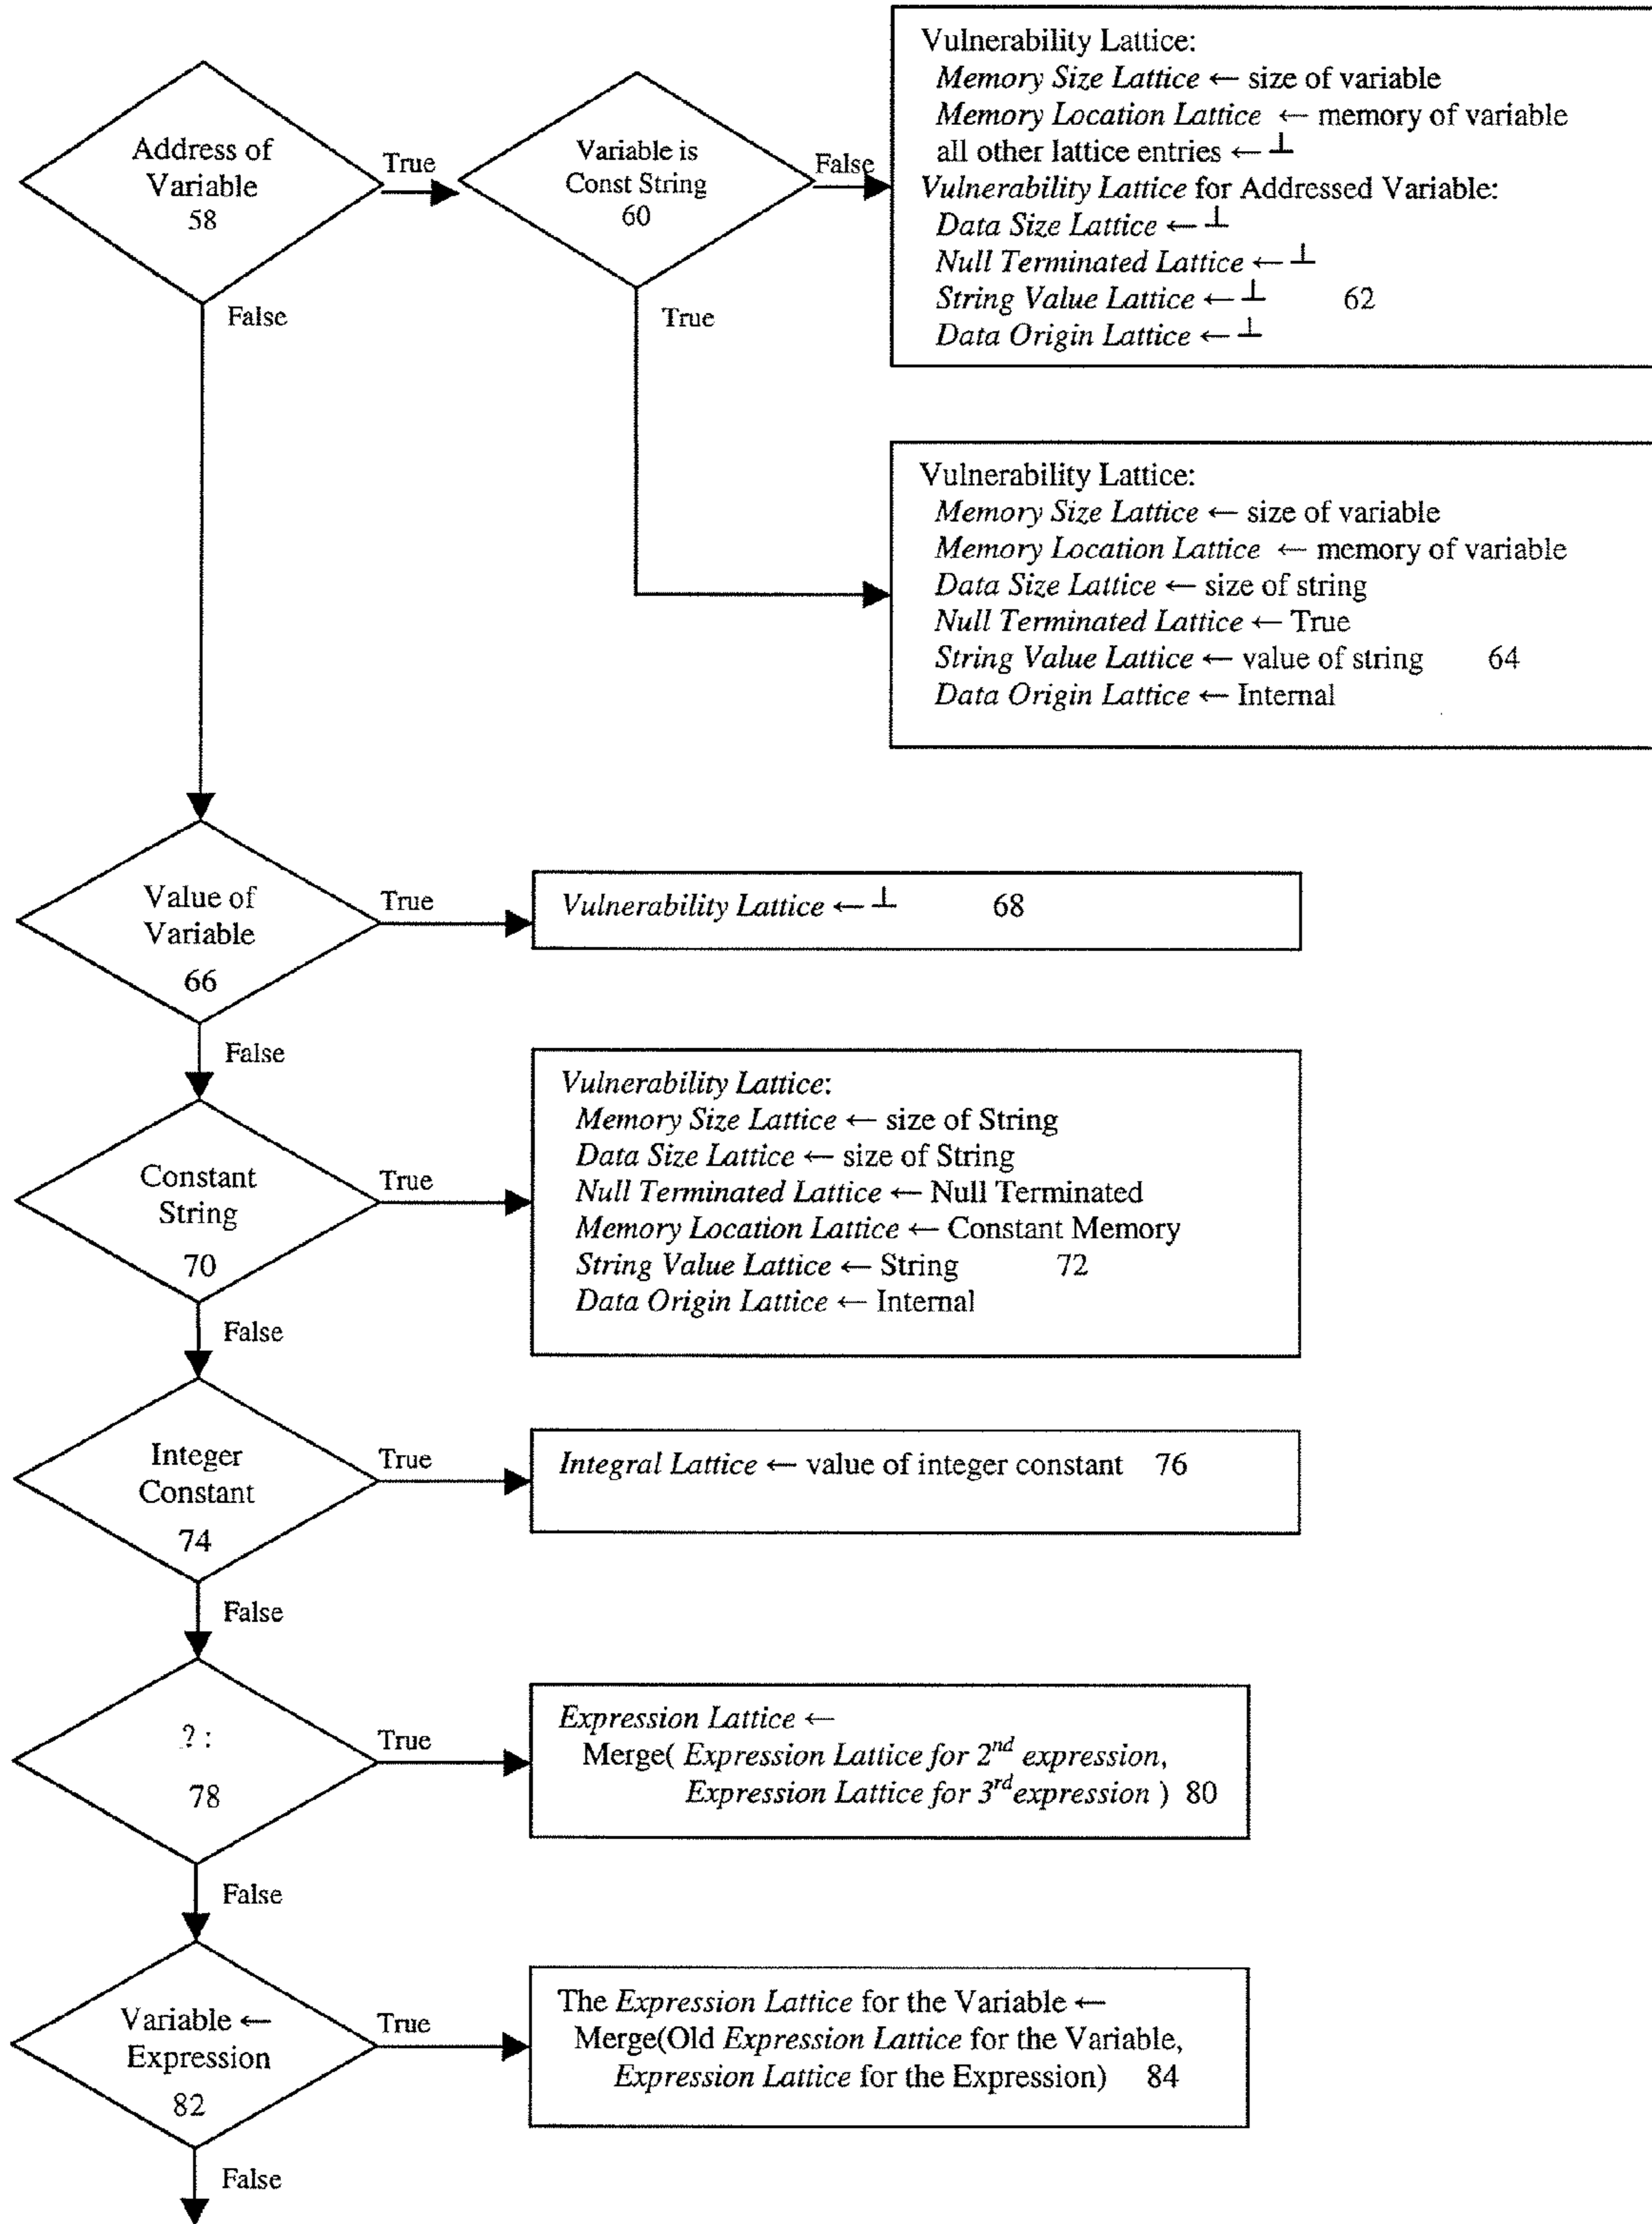 Address of
Variable
58
True
False
Variable is
Const String
60
False
True
Vulnerability Lattice:
Memory Size Lattice ← size of variable
Memory Location Lattice ← memory of variable
all other lattice entries ← ⊥
Vulnerability Lattice for Addressed Variable:
Data Size Lattice ← ⊥
Null Terminated Lattice ← ⊥
String Value Lattice ← ⊥ 62
Data Origin Lattice ← ⊥
Vulnerability Lattice:
Memory Size Lattice ← size of variable
Memory Location Lattice ← memory of variable
Data Size Lattice ← size of string
Null Terminated Lattice ← True
String Value Lattice ← value of string 64
Data Origin Lattice ← Internal
Value of
Variable
66
True
False
Vulnerability Lattice ← ⊥ 68
Constant
String
70
True
False
Vulnerability Lattice:
Memory Size Lattice ← size of String
Data Size Lattice ← size of String
Null Terminated Lattice ← Null Terminated
Memory Location Lattice ← Constant Memory
String Value Lattice ← String 72
Data Origin Lattice ← Internal
Integer
Constant
74
True
False
Integral Lattice ← value of integer constant 76
? :
78
True
False
Expression Lattice ←
Merge( Expression Lattice for 2nd expression,
Expression Lattice for 3rd expression ) 80
Variable ←
Expression
82
True
False
The Expression Lattice for the Variable ←
Merge(Old Expression Lattice for the Variable,
Expression Lattice for the Expression) 84